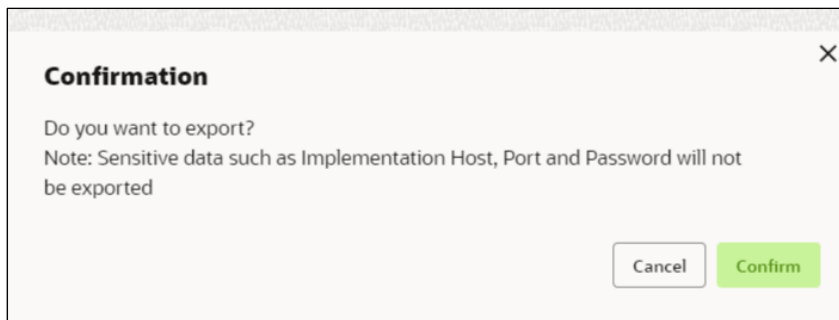 Confirmation
Do you want to export?
Note: Sensitive data such as Implementation Host, Port and Password will not
be exported
Cancel Confirm